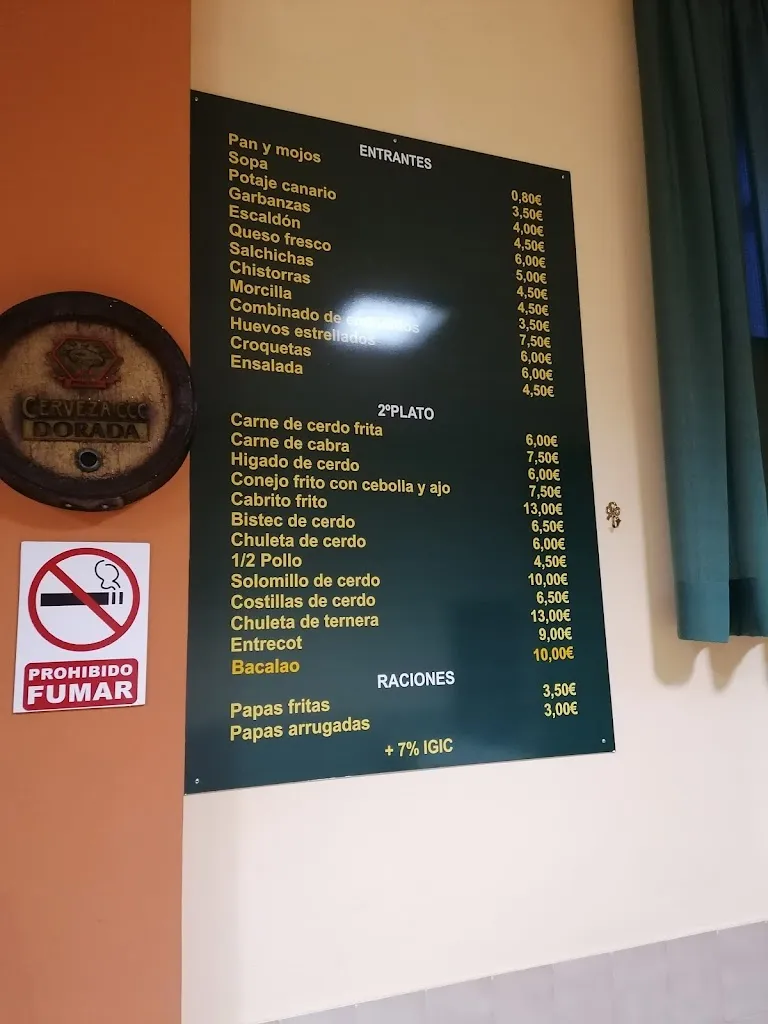 ENTRANTES
Pan y mojos 0,80€
Sopa 3,50€
Potaje canario 4,00€
Garbanzas 4,50€
Escaldón 6,00€
Queso fresco 5,00€
Salchichas 4,50€
Chistorras 4,50€
Morcilla 3,50€
Combinado de 7,50€
Huevos estrellados 6,00€
Croquetas 6,00€
Ensalada 4,50€
2ºPLATO
Carne de cerdo frita 6,00€
Carne de cabra 7,50€
Higado de cerdo 6,00€
Conejo frito con cebolla y ajo 7,50€
Cabrito frito 13,00€
Bistec de cerdo 6,50€
Chuleta de cerdo 6,00€
1/2 Pollo 4,50€
Solomillo de cerdo 10,00€
Costillas de cerdo 6,50€
Chuleta de ternera 13,00€
Entrecot 9,00€
Bacalao 10,00€
RACIONES
Papas fritas 3,50€
Papas arrugadas 3,00€
+ 7% IGIC
CERVEZA CCC
DORADA
PROHIBIDO
FUMAR